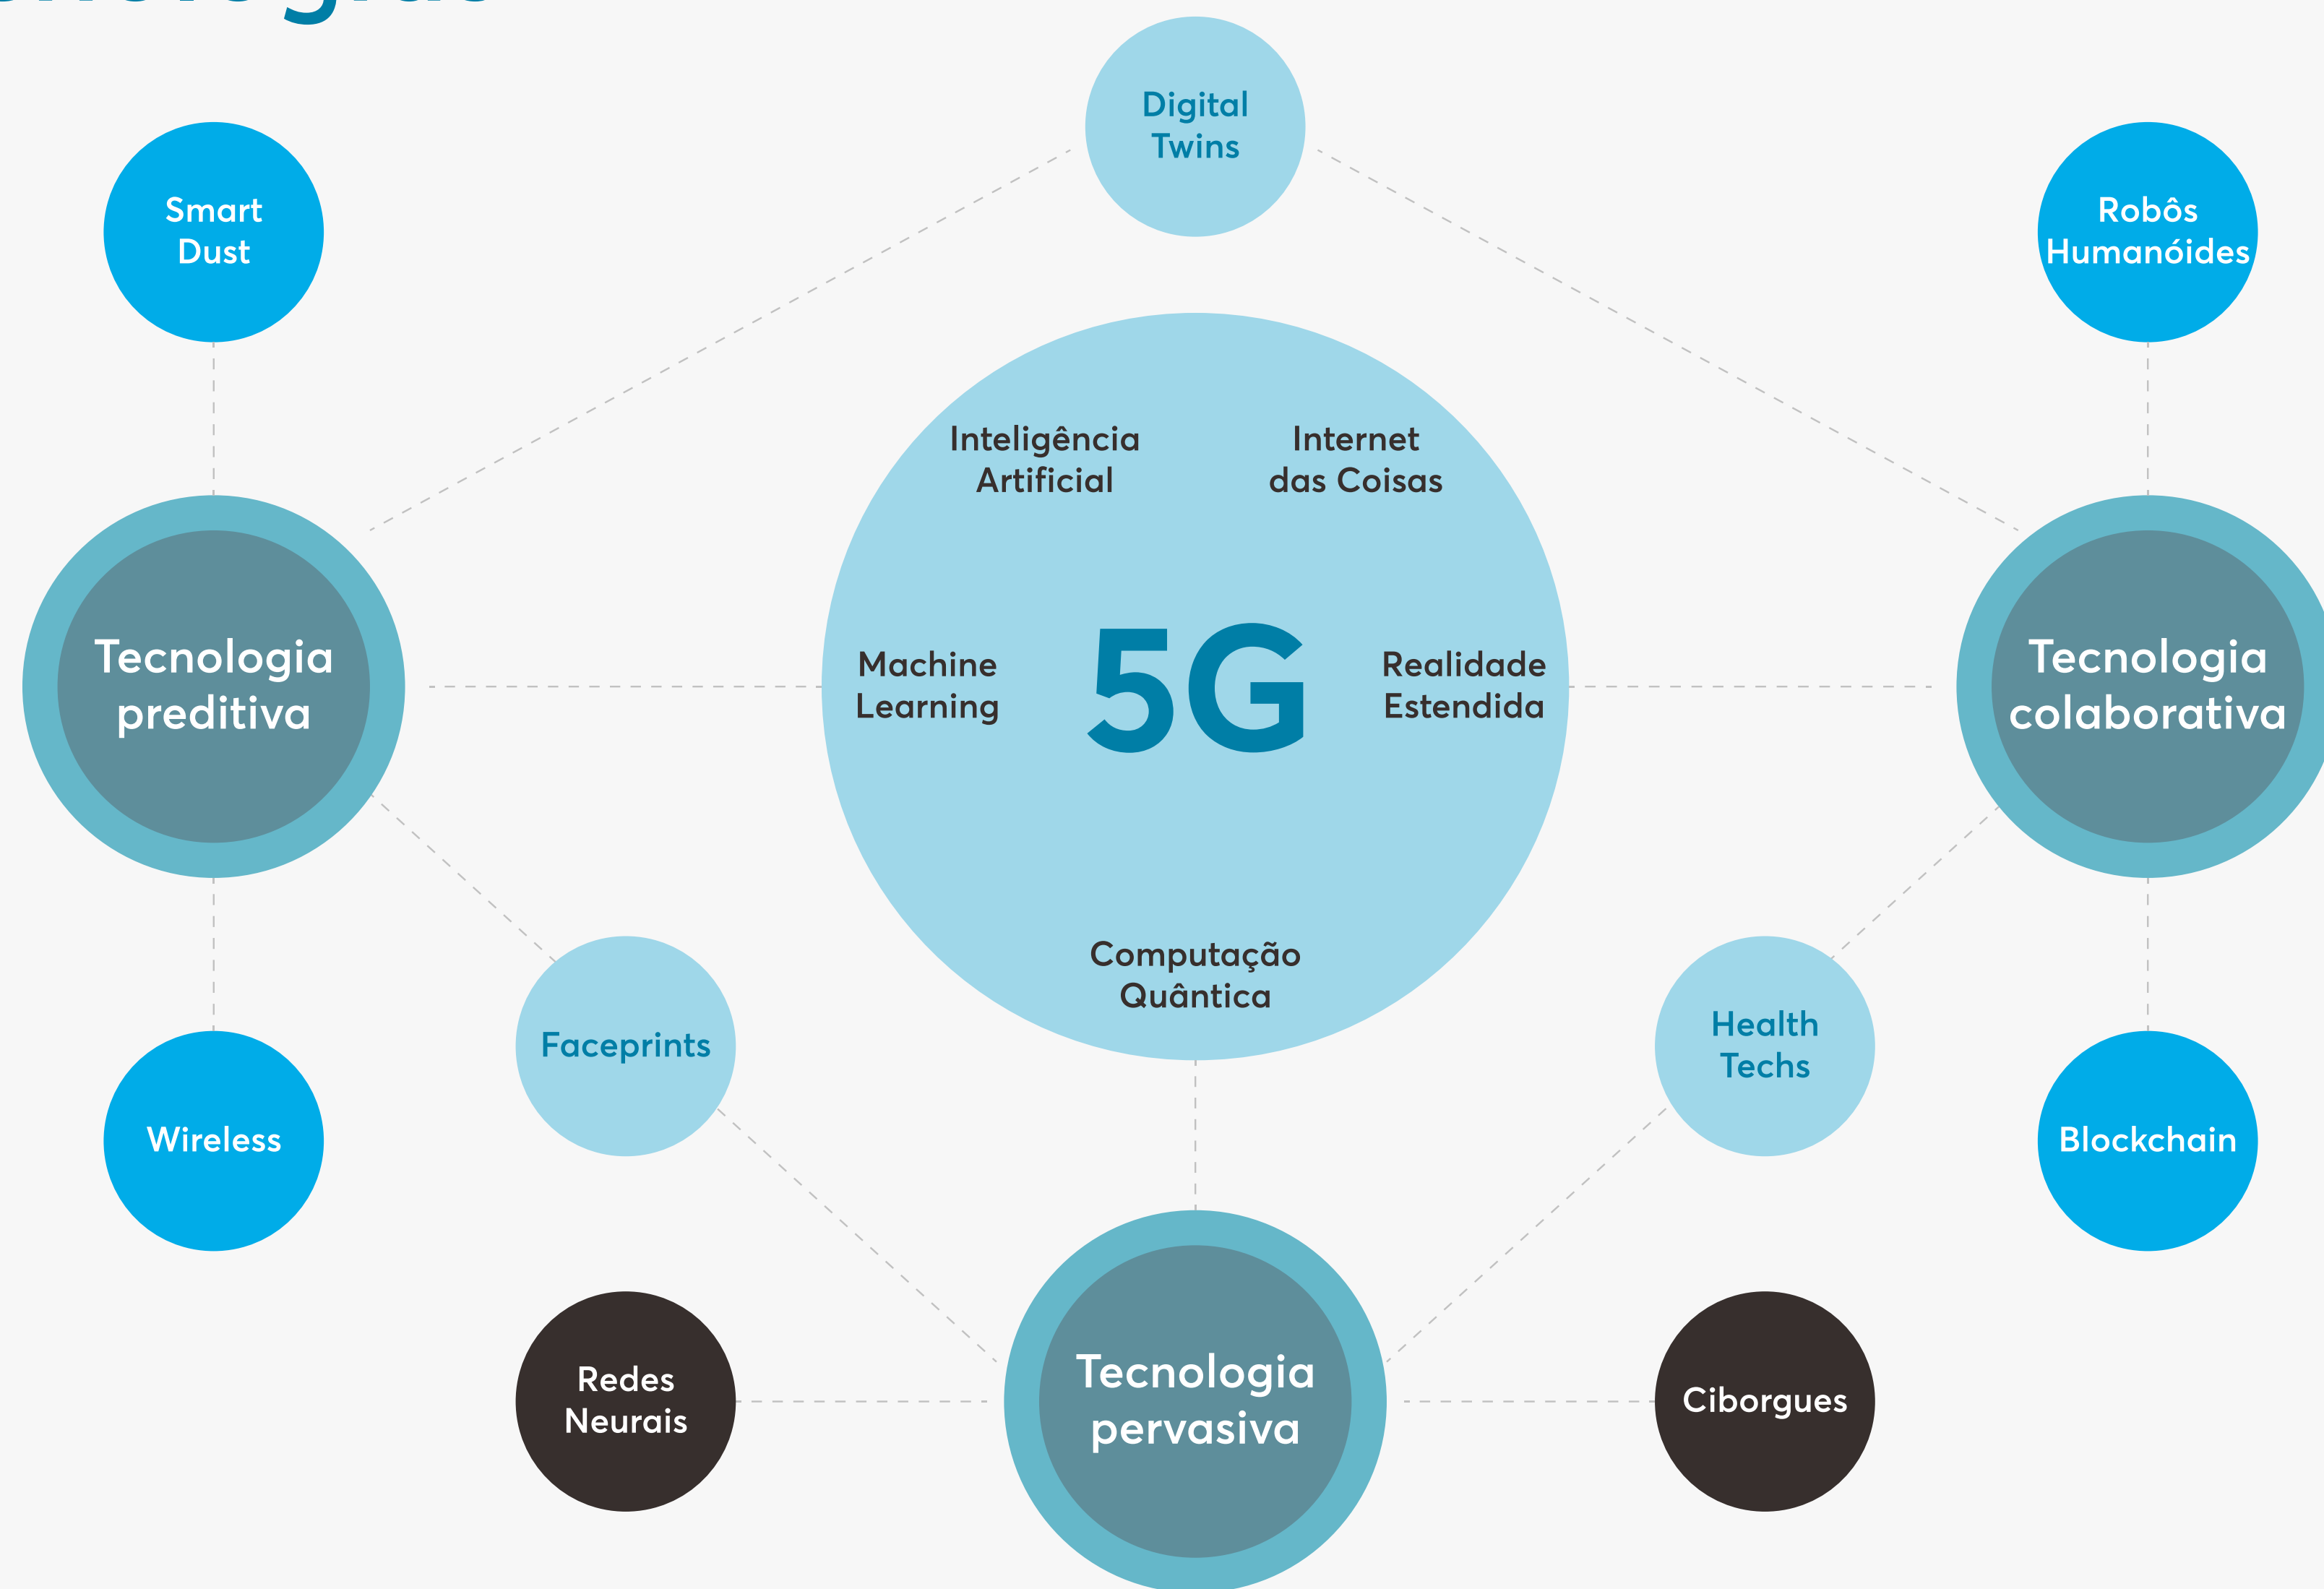 Digital
Twins
Smart
Dust
Robôs
Humanóides
Inteligência
Artificial
Internet
das Coisas
Tecnologia
preditiva
Machine
Learning
5G
Realidade
Estendida
Tecnologia
colaborativa
Computação
Quântica
Faceprints
Health
Techs
Wireless
Blockchain
Redes
Neurais
Tecnologia
pervasiva
Ciborgues